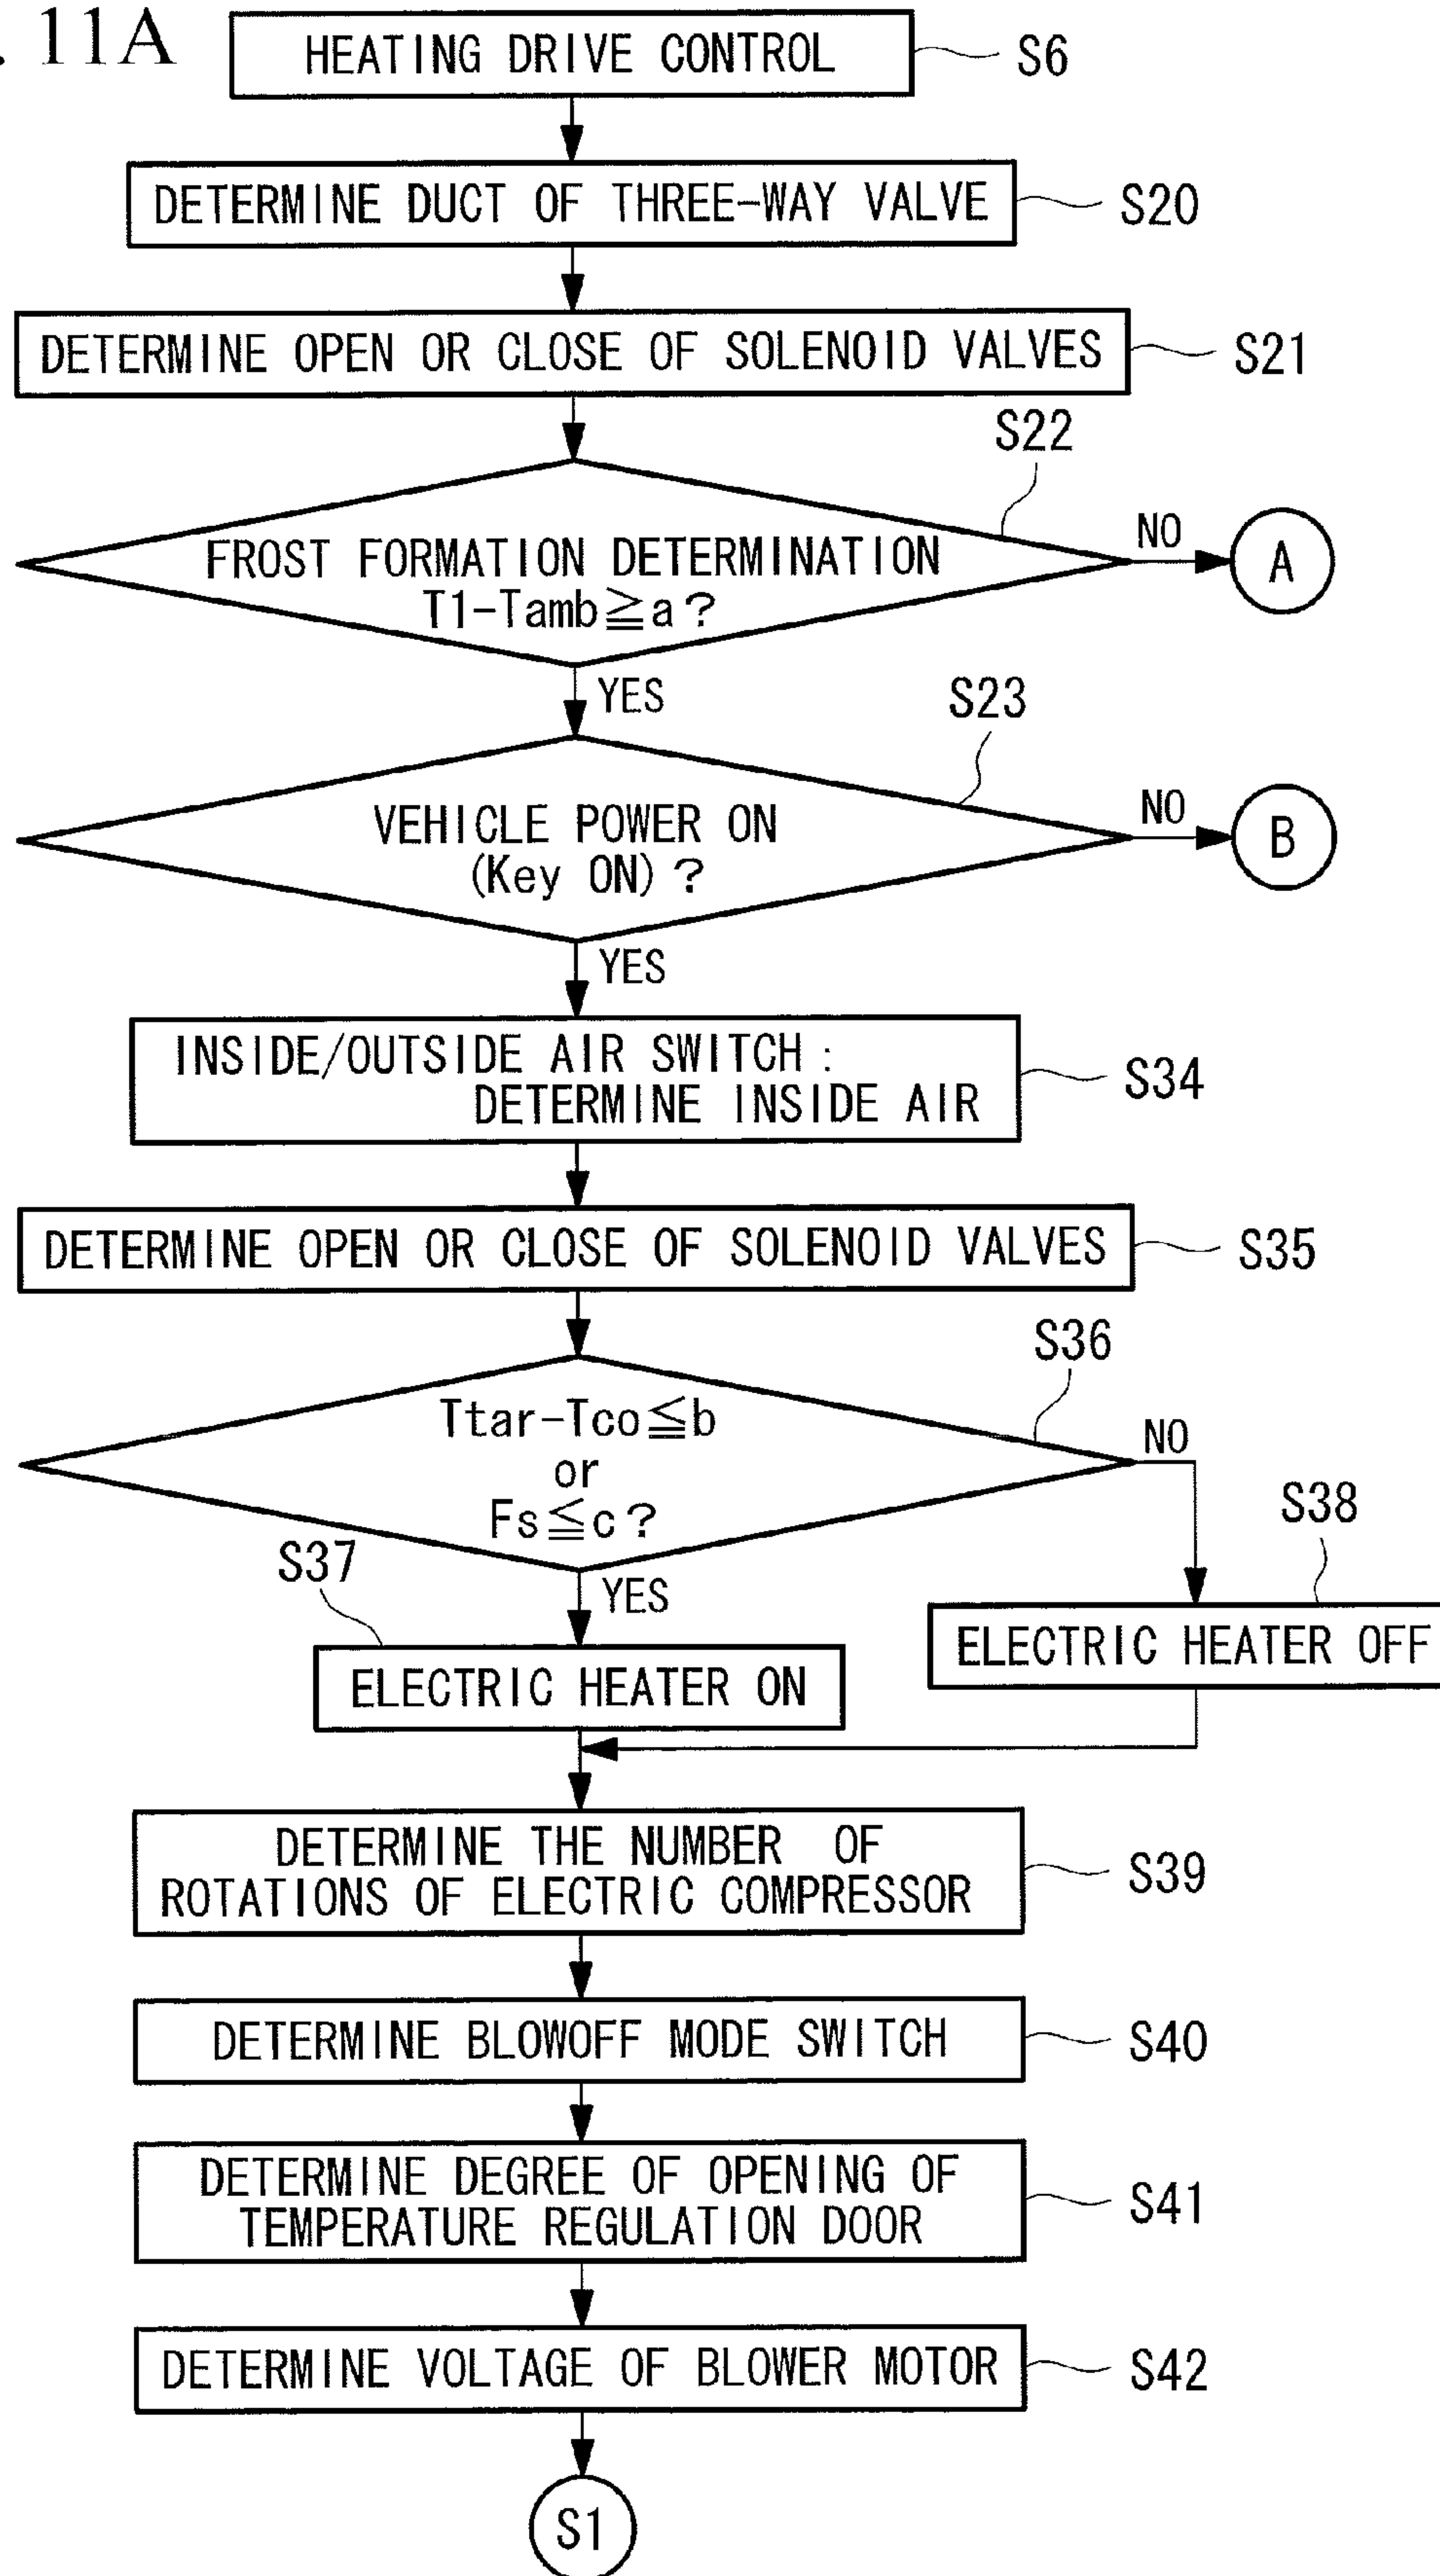 . 11A
HEATING DRIVE CONTROL
S6
DETERMINE DUCT OF THREE-WAY VALVE
S20
DETERMINE OPEN OR CLOSE OF SOLENOID VALVES
S21
S22
FROST FORMATION DETERMINATION
T1-Tamb≧a?
NO
A
YES
S23
VEHICLE POWER ON
(Key ON)?
NO
B
YES
INSIDE/OUTSIDE AIR SWITCH:
DETERMINE INSIDE AIR
S34
DETERMINE OPEN OR CLOSE OF SOLENOID VALVES
S35
S36
Ttar-Tco≦b
or
Fs≦c?
NO
S38
S37
YES
ELECTRIC HEATER OFF
ELECTRIC HEATER ON
DETERMINE THE NUMBER OF
ROTATIONS OF ELECTRIC COMPRESSOR
S39
DETERMINE BLOWOFF MODE SWITCH
S40
DETERMINE DEGREE OF OPENING OF
TEMPERATURE REGULATION DOOR
S41
DETERMINE VOLTAGE OF BLOWER MOTOR
S42
S1